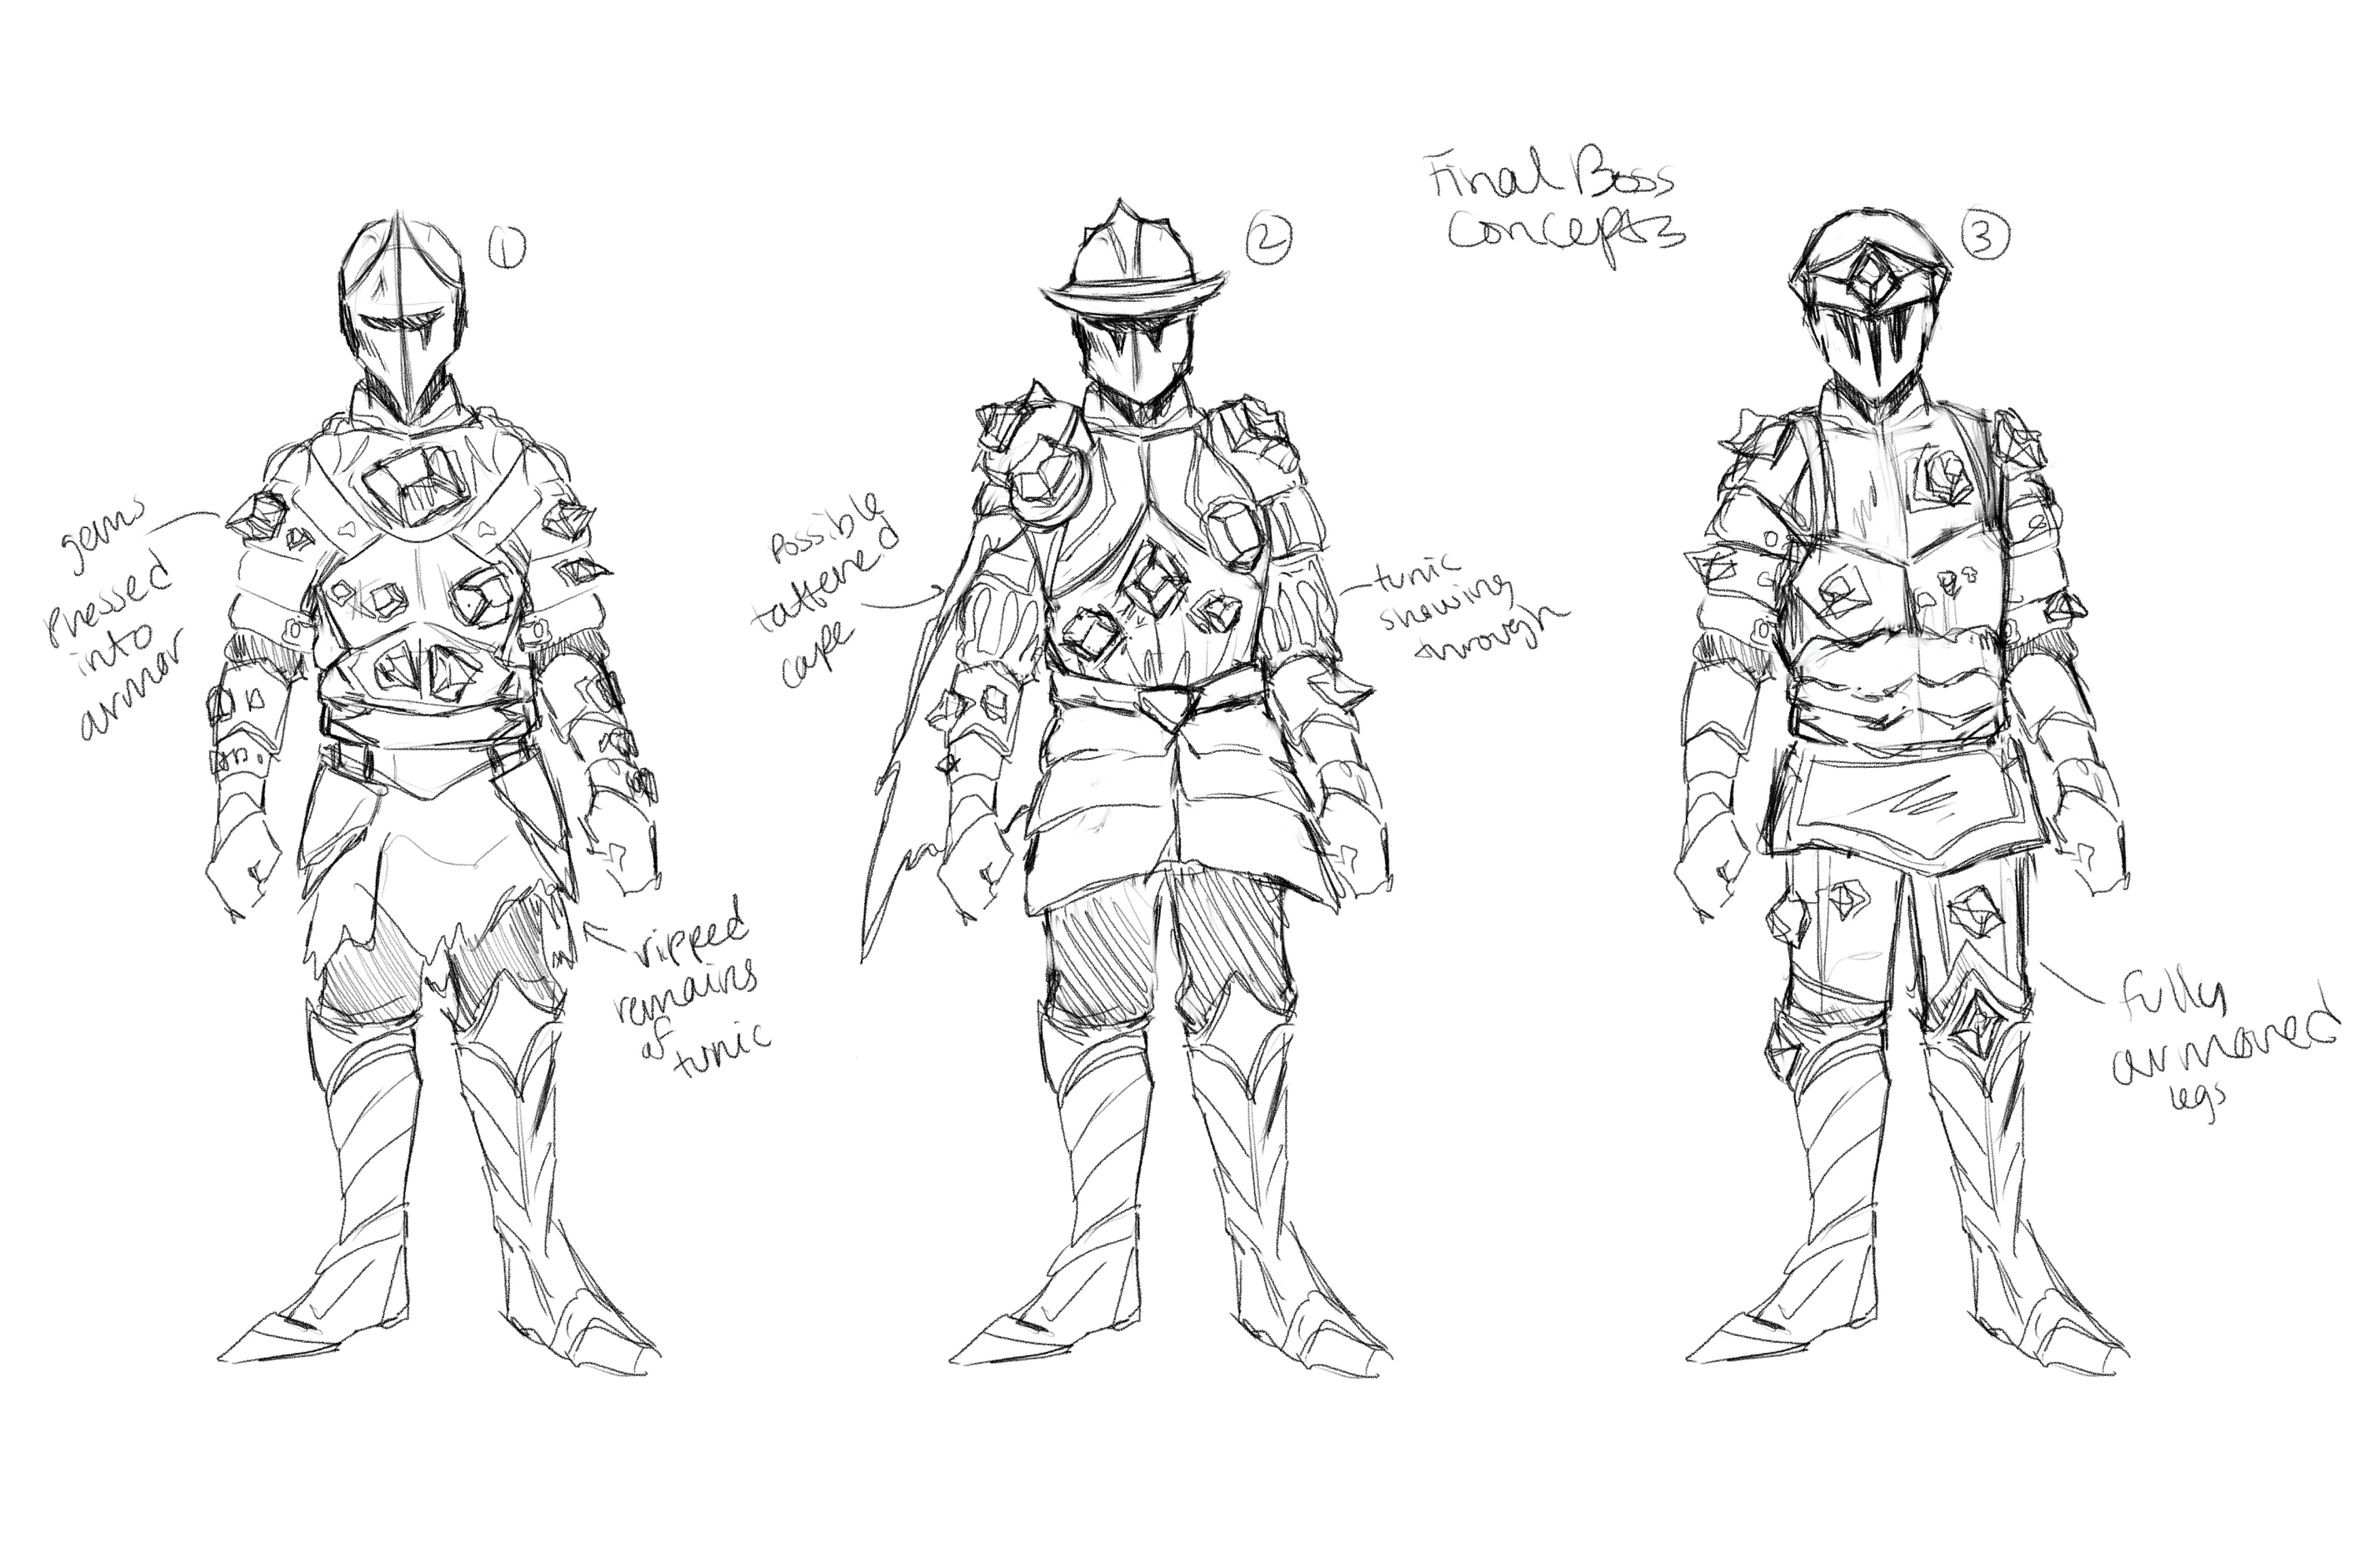 Final Boss
Concepts
1
gems
pressed
into
armor
ripped
remains
of
tunic
2
possible
tattered
cape
tunic
showing
through
3
fully
armored
legs